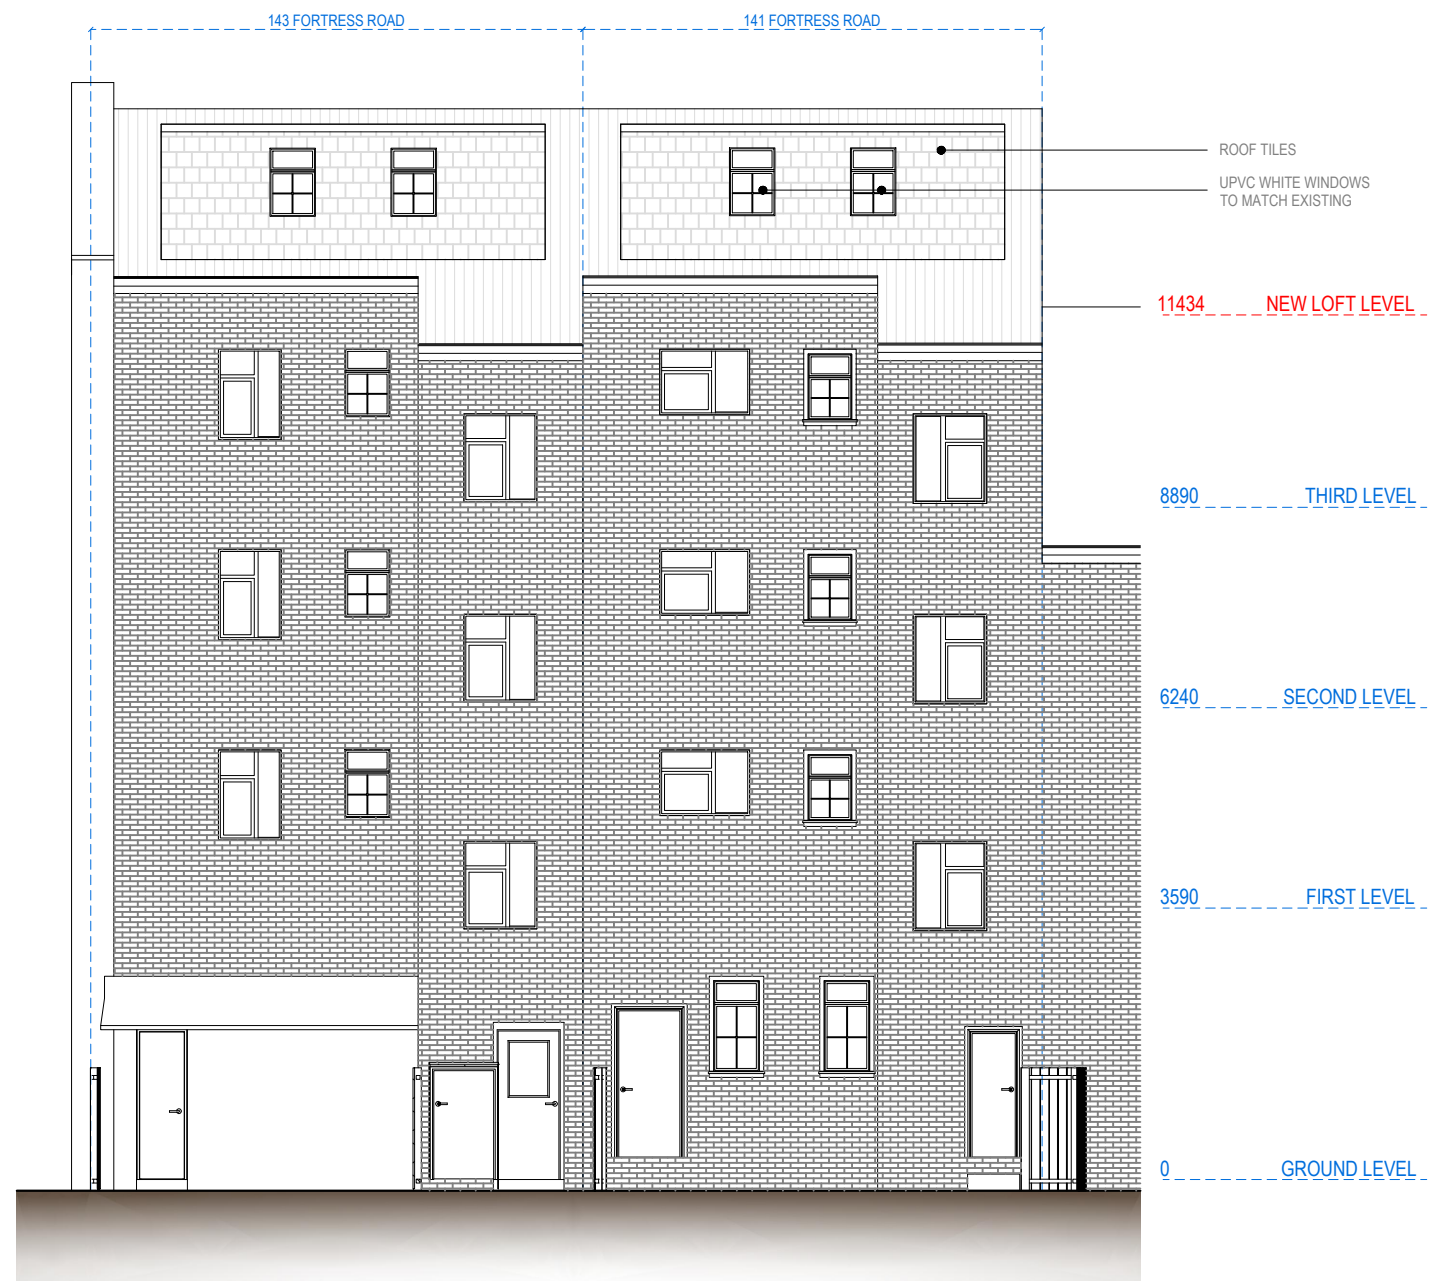 143 FORTRESS ROAD
141 FORTRESS ROAD
ROOF TILES
UPVC WHITE WINDOWS
TO MATCH EXISTING
11434 NEW LOFT LEVEL
8890 THIRD LEVEL
6240 SECOND LEVEL
3590 FIRST LEVEL
0 GROUND LEVEL